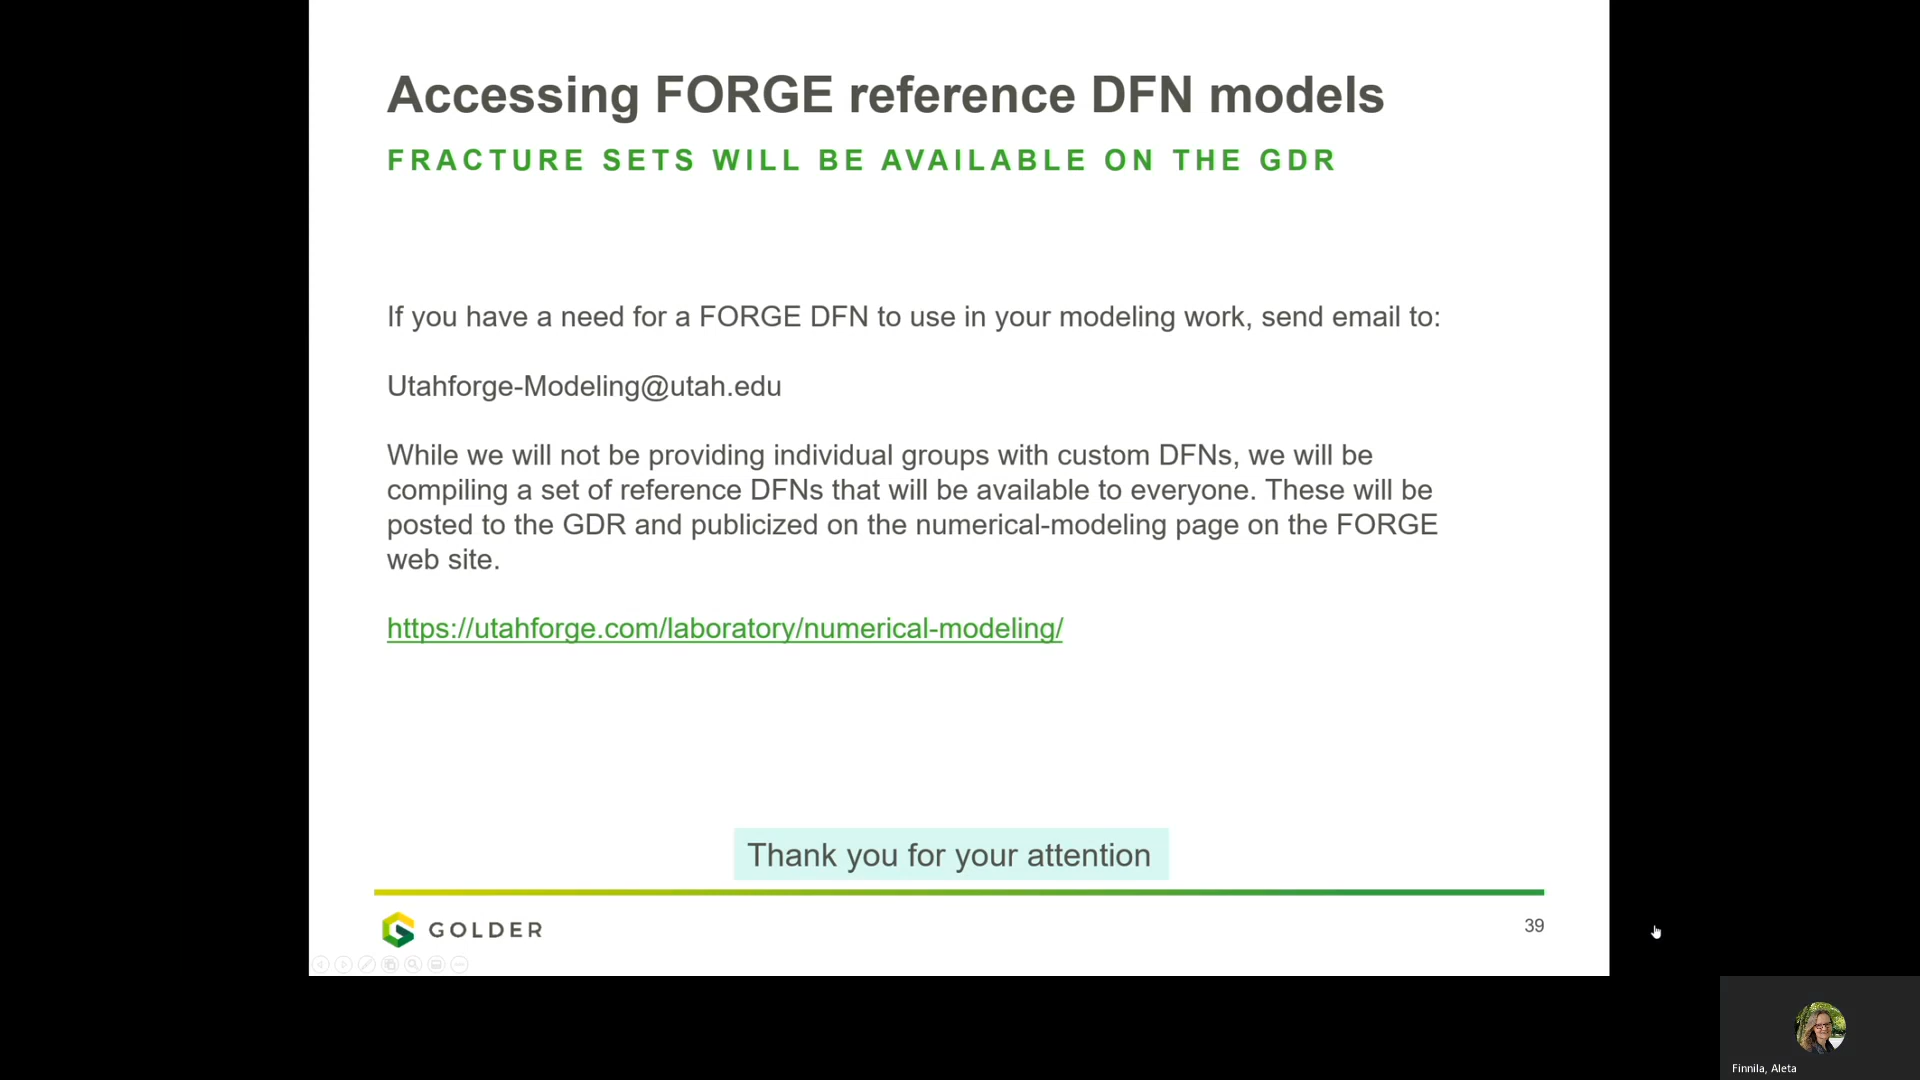 Accessing FORGE reference DFN models
FRACTURE SETS WILL BE AVAILABLE ON THE GDR
If you have a need for a FORGE DFN to use in your modeling work, send email to:
Utahforge-Modeling@utah.edu
While we will not be providing individual groups with custom DFNs, we will be
compiling a set of reference DFNs that will be available to everyone. These will be
posted to the GDR and publicized on the numerical-modeling page on the FORGE
web site.
https://utahforge.com/laboratory/numerical-modeling/
Thank you for your attention
GOLDER
39
Finnila, Aleta